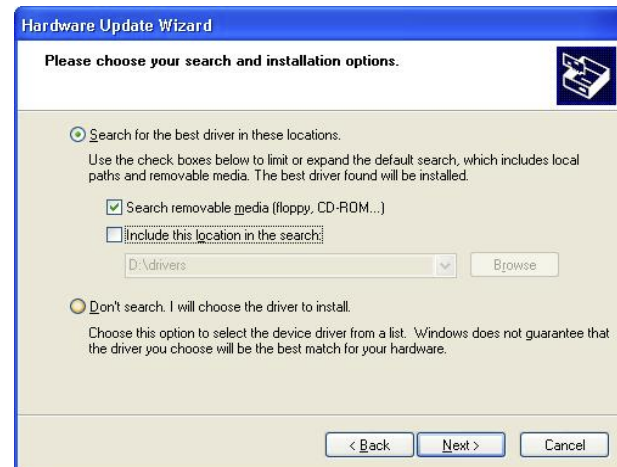 Hardware Update Wizard
Please choose your search and installation options.
Search for the best driver in these locations.
Use the check boxes below to limit or expand the default search, which includes local
paths and removable media. The best driver found will be installed.
Search removable media (floppy, CD-ROM...)
Include this location in the search:
D:\drivers
Browse
Don't search. I will choose the driver to install.
Choose this option to select the device driver from a list. Windows does not guarantee that
the driver you choose will be the best match for your hardware.
< Back Next > Cancel